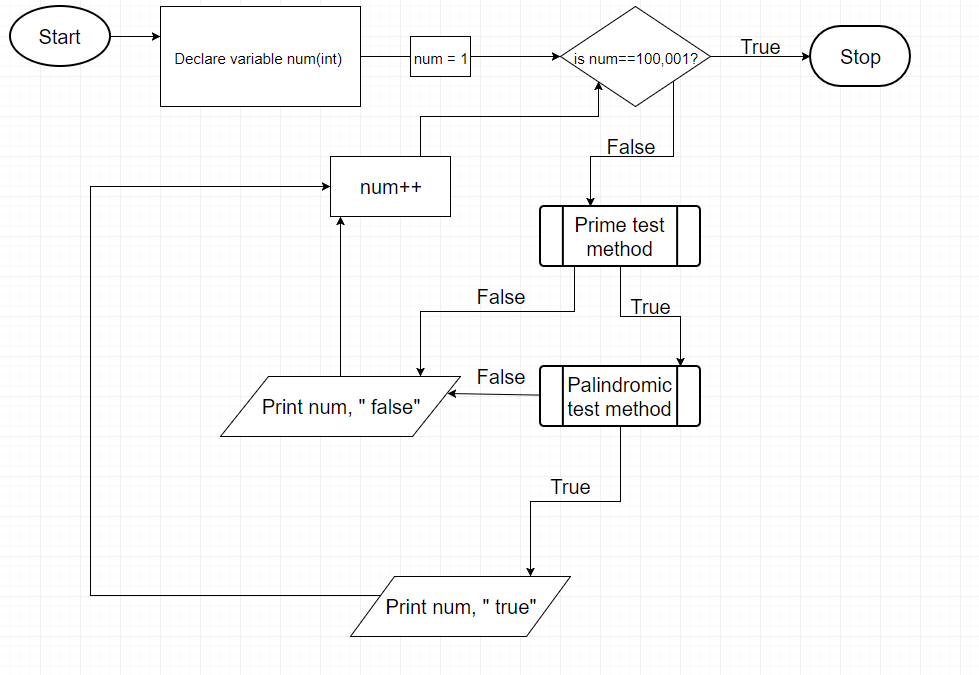 Start
Declare variable num(int)
num = 1
is num==100,001?
True
Stop
False
num++
Prime test
method
False
True
False
Palindromic
test method
Print num, " false"
True
Print num, " true"